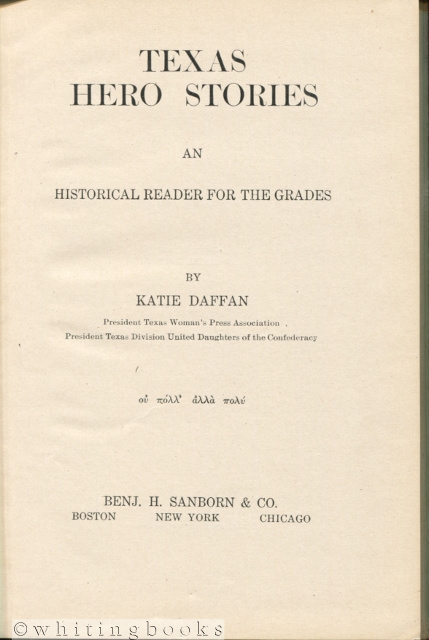 TEXAS
HERO STORIES
AN
HISTORICAL READER FOR THE GRADES
BY
KATIE DAFFAN
President Texas Woman's Press Association
President Texas Division United Daughters of the Confederacy
οὐ πόλλ' ἀλλὰ πολύ
BENJ. H. SANBORN & CO.
BOSTON NEW YORK CHICAGO
©whitingbooks